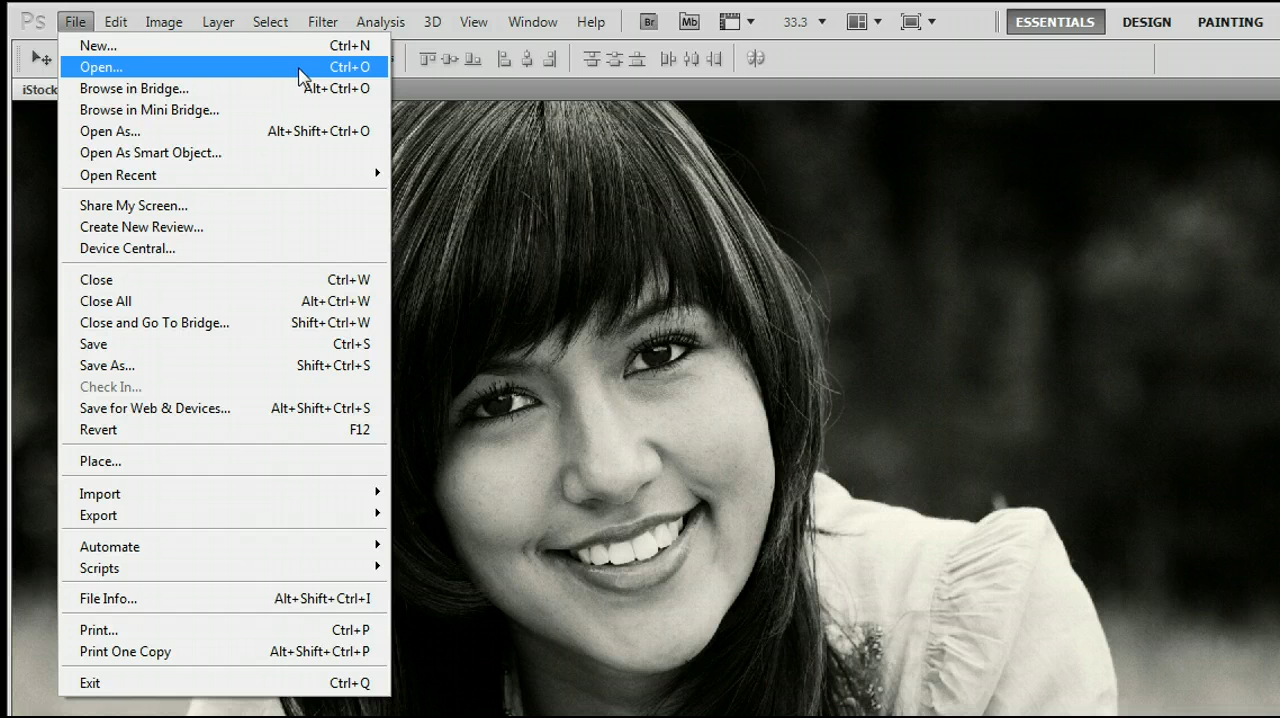 Ps File Edit Image Layer Select Filter Analysis 3D View Window Help Br Mb 33.3 ESSENTIALS DESIGN PAINTING
New... Ctrl+N
Open... Ctrl+O
iStock
Browse in Bridge... Alt+Ctrl+O
Browse in Mini Bridge...
Open As... Alt+Shift+Ctrl+O
Open As Smart Object...
Open Recent
Share My Screen...
Create New Review...
Device Central...
Close Ctrl+W
Close All Alt+Ctrl+W
Close and Go To Bridge... Shift+Ctrl+W
Save Ctrl+S
Save As... Shift+Ctrl+S
Check In...
Save for Web & Devices... Alt+Shift+Ctrl+S
Revert F12
Place...
Import
Export
Automate
Scripts
File Info... Alt+Shift+Ctrl+I
Print... Ctrl+P
Print One Copy Alt+Shift+Ctrl+P
Exit Ctrl+Q